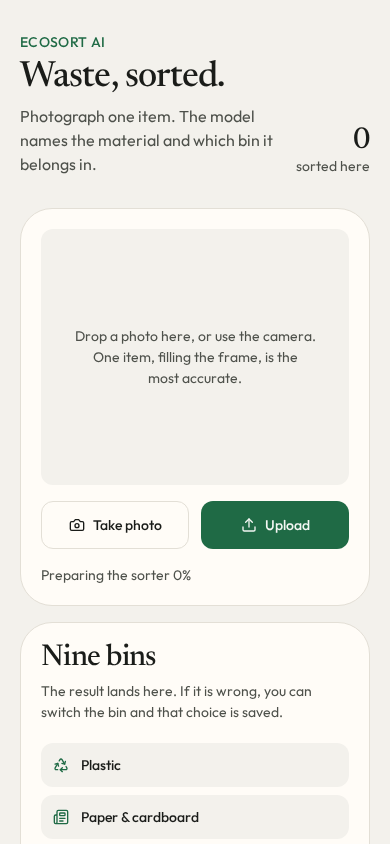 ECOSORT AI
Waste, sorted.
Photograph one item. The model
names the material and which bin it
belongs in.
0
sorted here
Drop a photo here, or use the camera.
One item, filling the frame, is the
most accurate.
Take photo
Upload
Preparing the sorter 0%
Nine bins
The result lands here. If it is wrong, you can
switch the bin and that choice is saved.
Plastic
Paper & cardboard